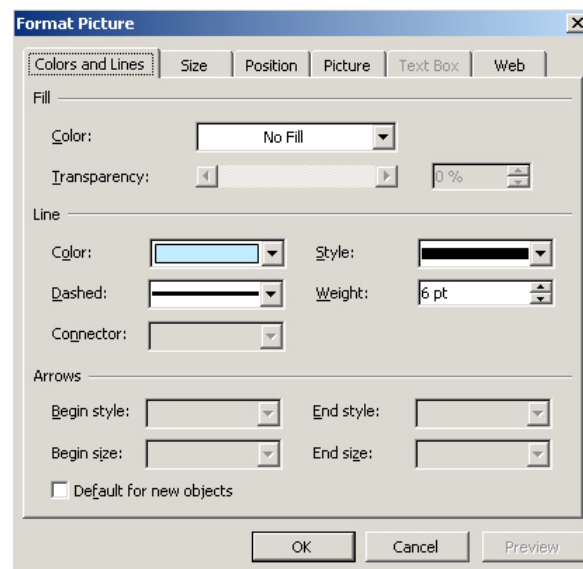 Format Picture
Colors and Lines Size Position Picture Text Box Web
Fill
Color: No Fill
Transparency: 0 %
Line
Color: Style:
Dashed: Weight: 6 pt
Connector:
Arrows
Begin style: End style:
Begin size: End size:
Default for new objects
OK Cancel Preview